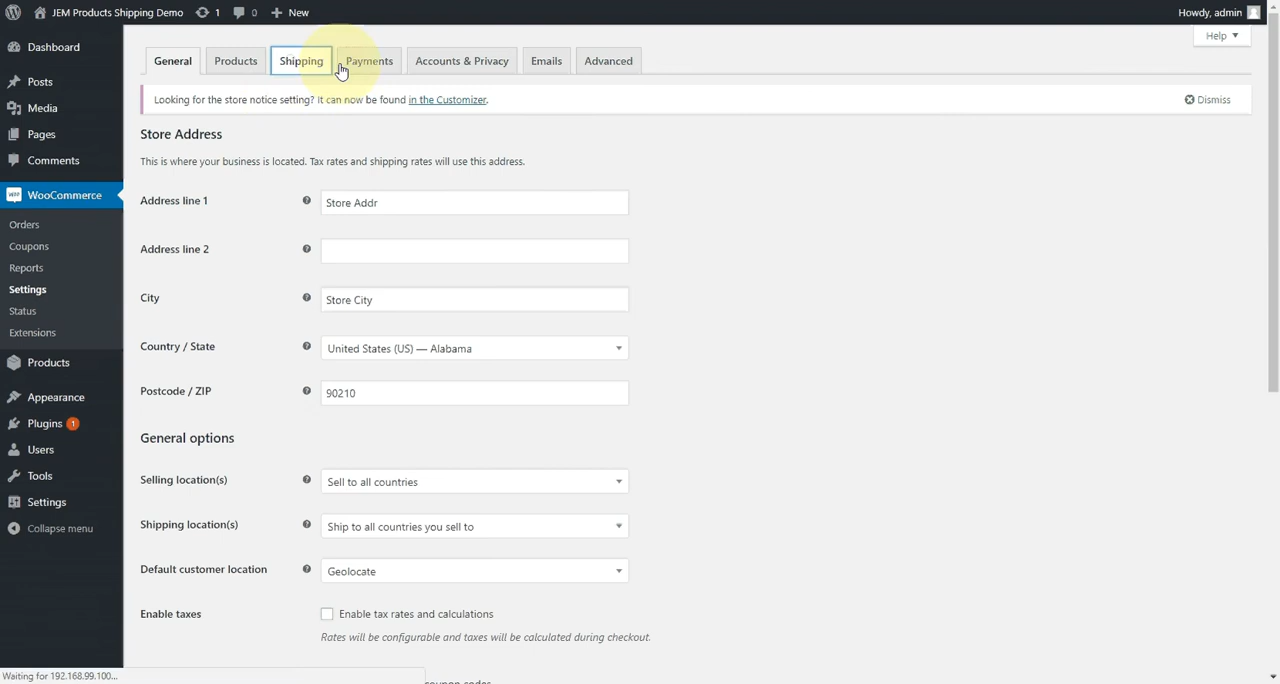 JEM Products Shipping Demo 1 0 New Howdy, admin
Help
Dashboard
Posts
Media
Pages
Comments
WooCommerce
Orders
Coupons
Reports
Settings
Status
Extensions
Products
Appearance
Plugins 1
Users
Tools
Settings
Collapse menu
General Products Shipping Payments Accounts & Privacy Emails Advanced
Looking for the store notice setting? It can now be found in the Customizer. Dismiss
Store Address
This is where your business is located. Tax rates and shipping rates will use this address.
Address line 1 Store Addr
Address line 2
City Store City
Country / State United States (US) — Alabama
Postcode / ZIP 90210
General options
Selling location(s) Sell to all countries
Shipping location(s) Ship to all countries you sell to
Default customer location Geolocate
Enable taxes Enable tax rates and calculations
Rates will be configurable and taxes will be calculated during checkout.
Waiting for 192.168.99.100...